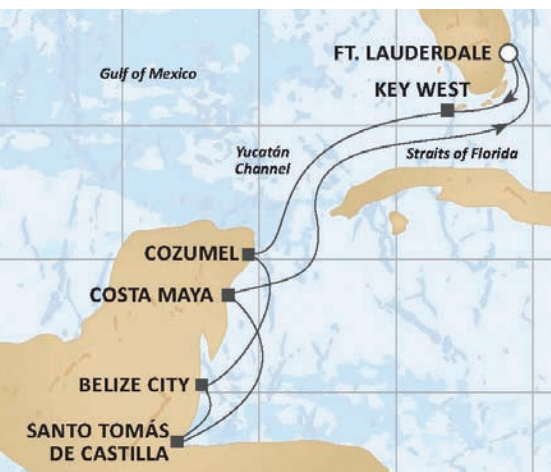 FT. LAUDERDALE
Gulf of Mexico
KEY WEST
Yucatán
Channel
Straits of Florida
COZUMEL
COSTA MAYA
BELIZE CITY
SANTO TOMÁS
DE CASTILLA